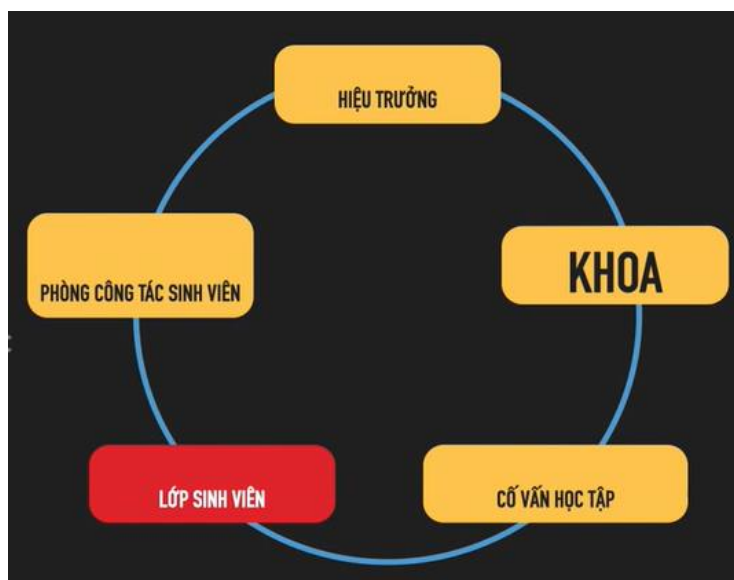 HIỆU TRƯỞNG
PHÒNG CÔNG TÁC SINH VIÊN
KHOA
LỚP SINH VIÊN
CỐ VẤN HỌC TẬP